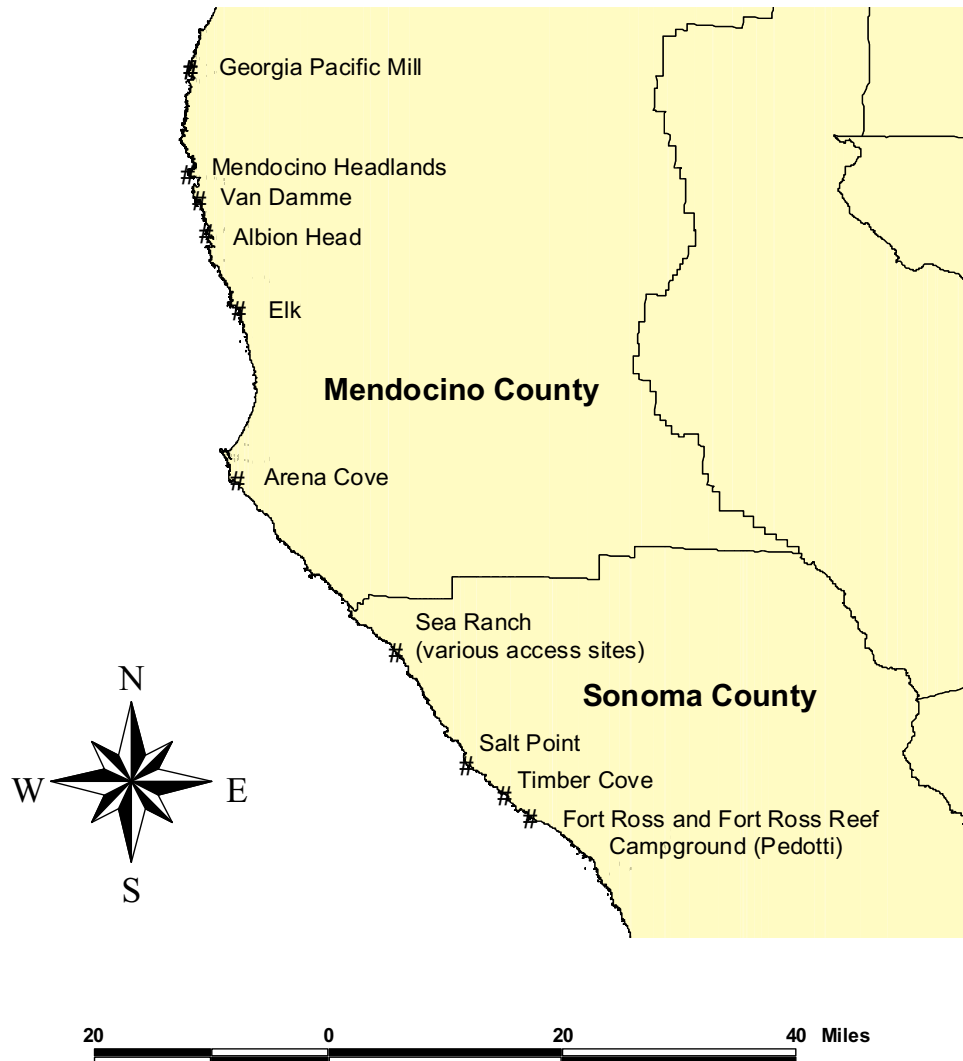 Georgia Pacific Mill
Mendocino Headlands
Van Damme
Albion Head
Elk
Mendocino County
Arena Cove
Sea Ranch
(various access sites)
Sonoma County
N
W
E
S
Salt Point
Timber Cove
Fort Ross and Fort Ross Reef
Campground (Pedotti)
20 0 20 40 Miles